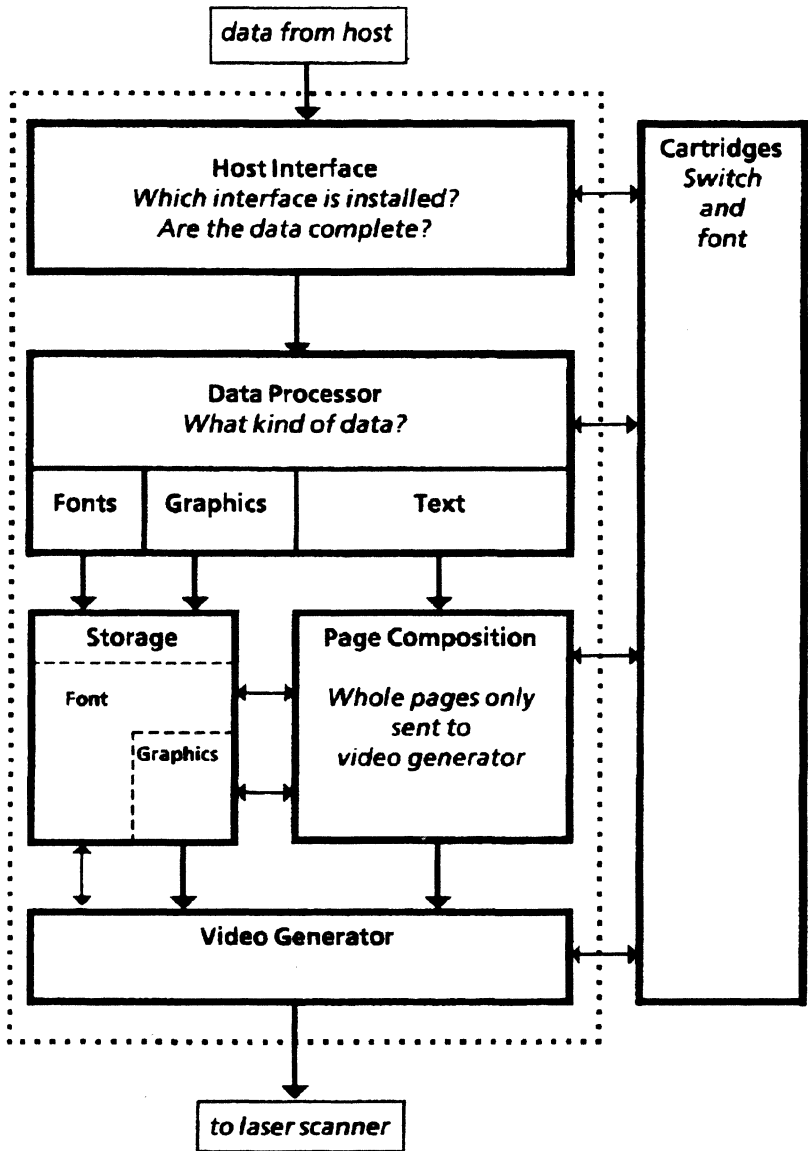 data from host
Host Interface
Which interface is installed?
Are the data complete?
Cartridges
Switch
and
font
Data Processor
What kind of data?
Fonts
Graphics
Text
Storage
Font
Graphics
Page Composition
Whole pages only
sent to
video generator
Video Generator
to laser scanner